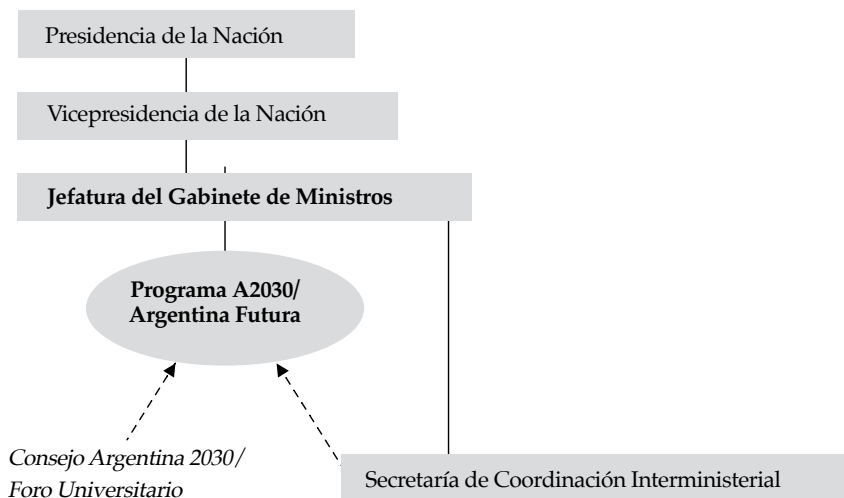 Presidencia de la Nación
Vicepresidencia de la Nación
Jefatura del Gabinete de Ministros
Programa A2030/
Argentina Futura
Consejo Argentina 2030/
Foro Universitario
Secretaría de Coordinación Interministerial